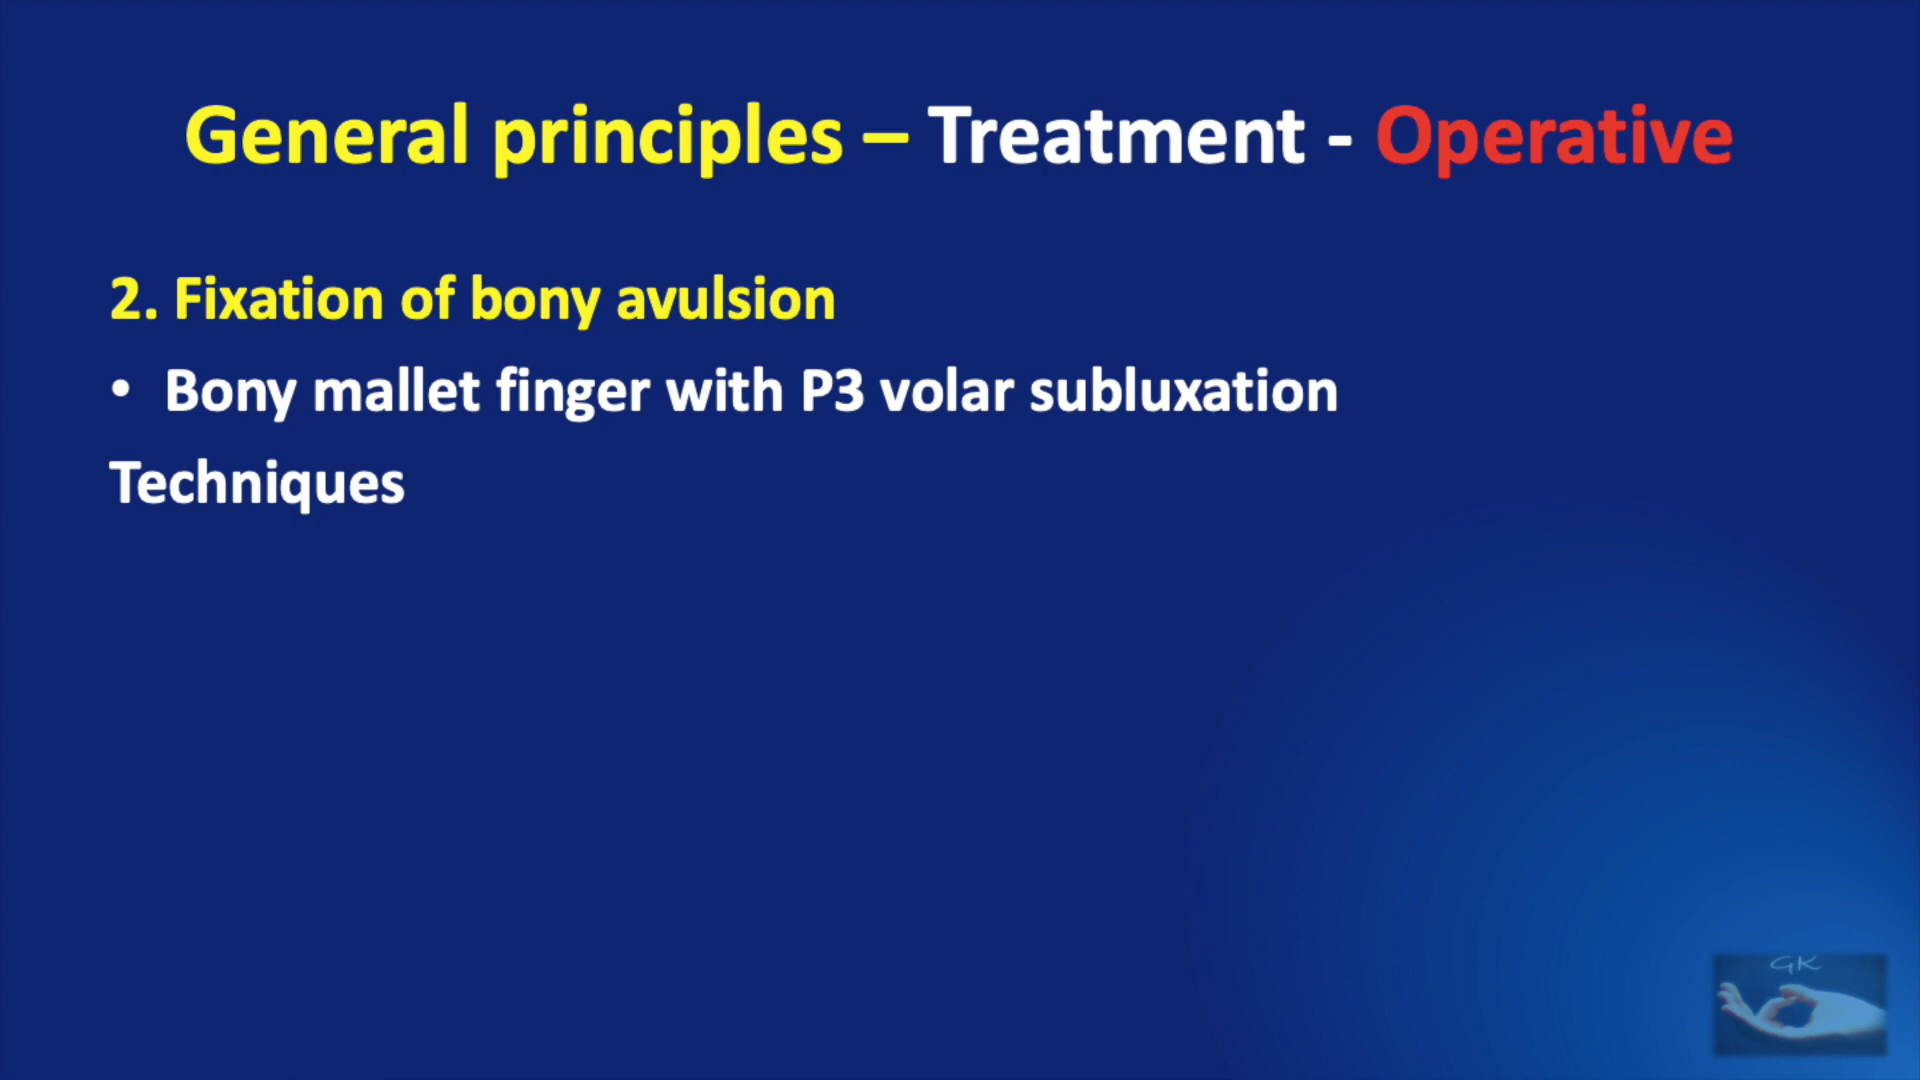 General principles – Treatment - Operative
2. Fixation of bony avulsion
• Bony mallet finger with P3 volar subluxation
Techniques
GK